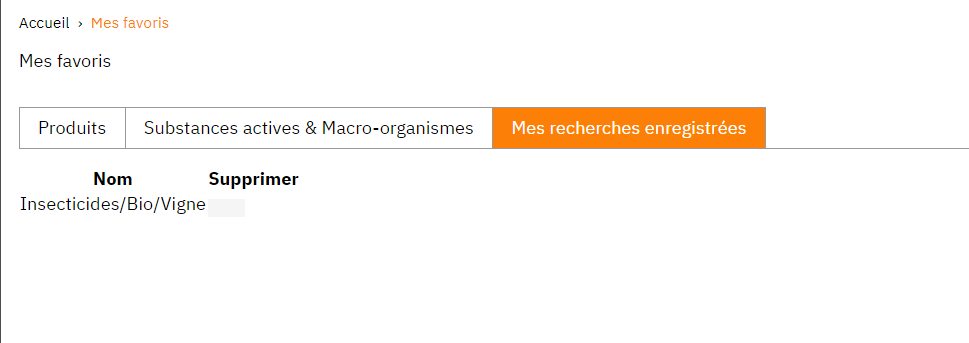 Accueil › Mes favoris
Mes favoris
Produits Substances actives & Macro-organismes Mes recherches enregistrées
Nom Supprimer
Insecticides/Bio/Vigne